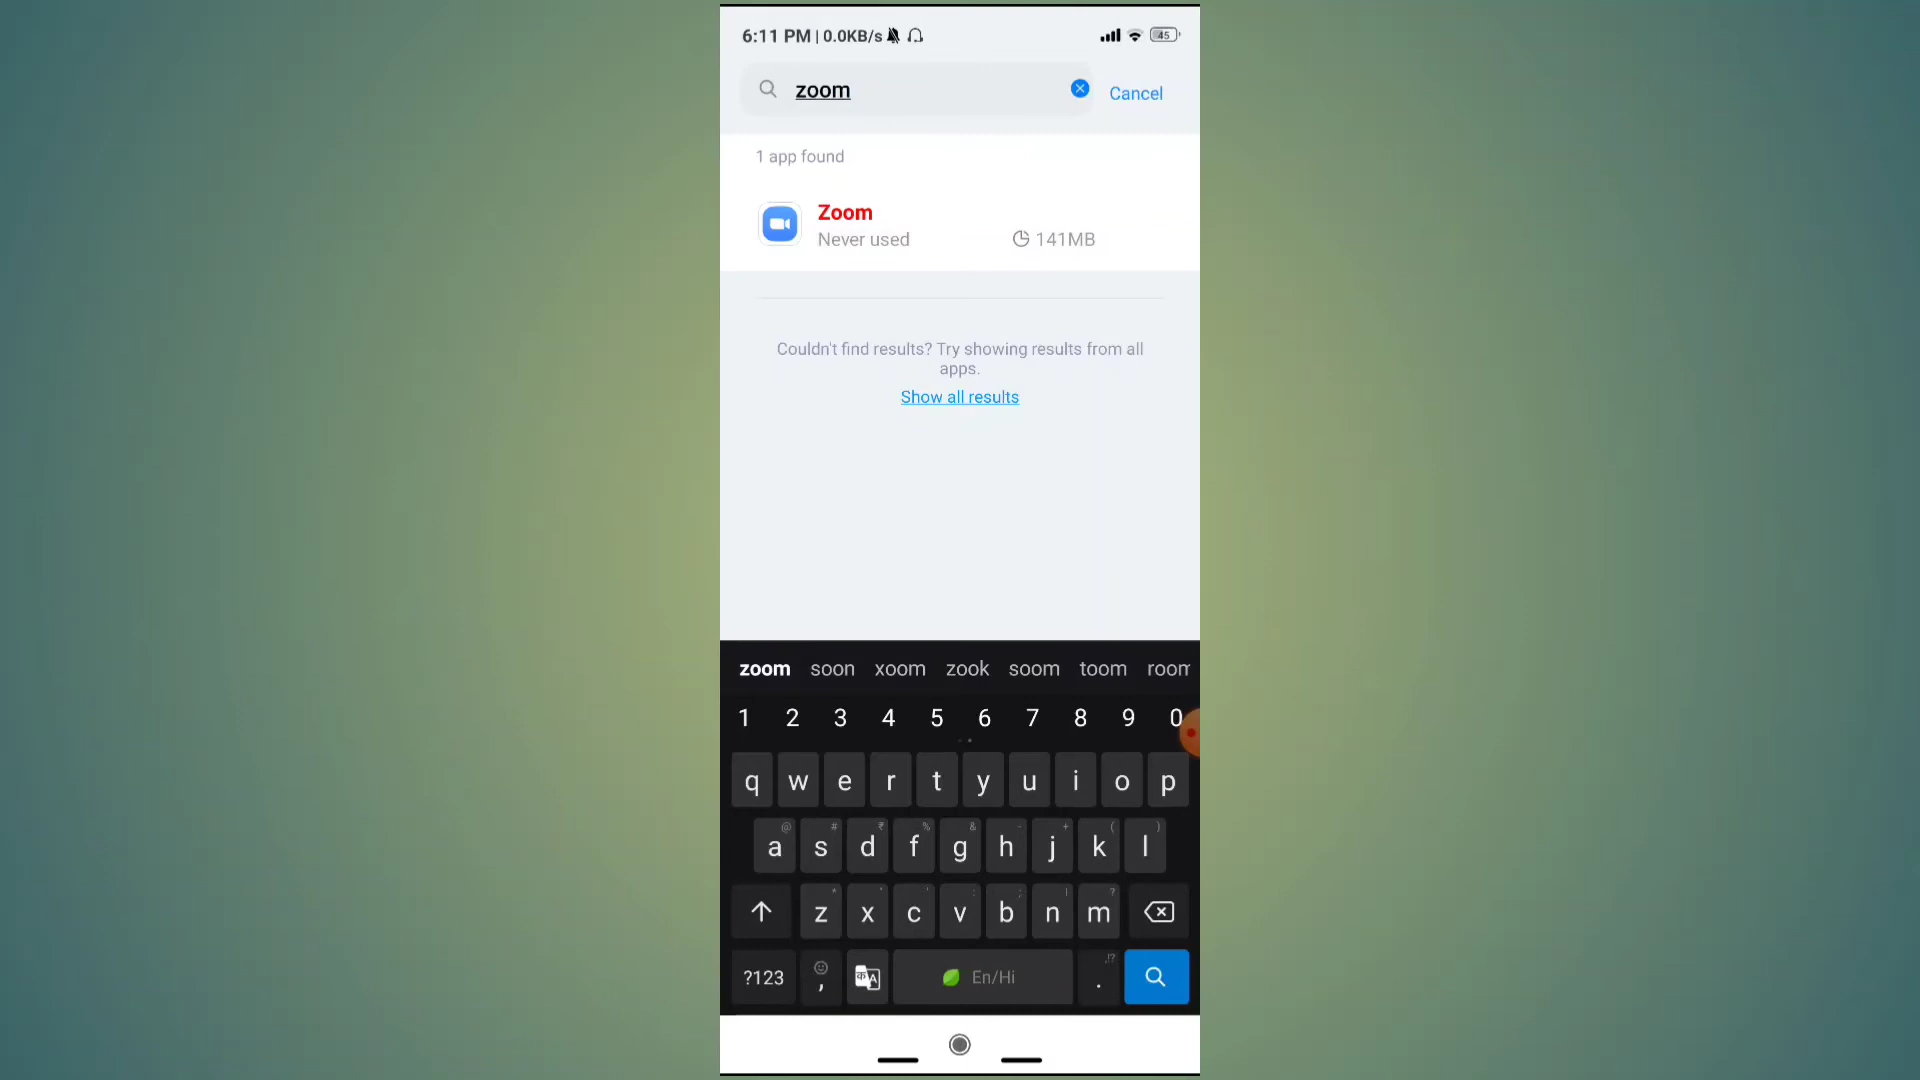 6:11 PM | 0.0KB/s 45
zoom Cancel
1 app found
Zoom
Never used 141MB
Couldn't find results? Try showing results from all
apps.
Show all results
zoom soon xoom zook soom toom room
1 2 3 4 5 6 7 8 9 0
q w e r t y u i o p
@ # ₹ % & - + ( )
a s d f g h j k l
* " ' : ; ! ?
z x c v b n m
?123 , En/Hi . ,!?